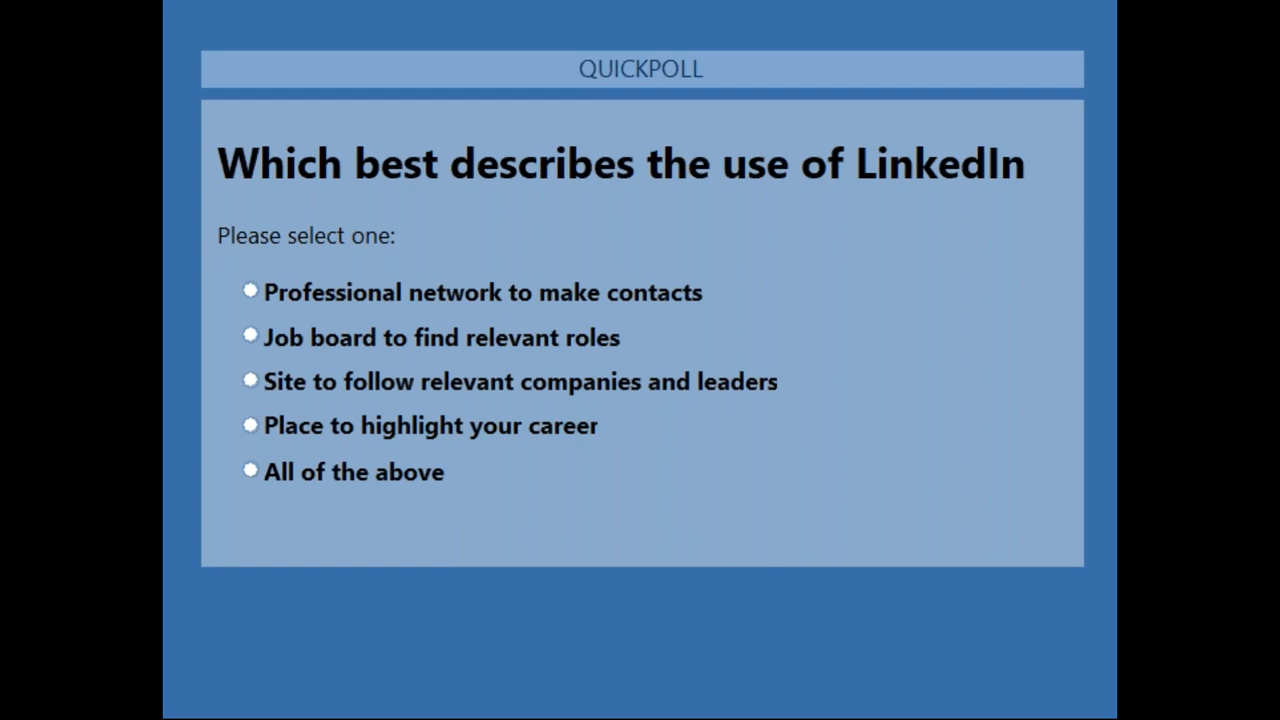 QUICKPOLL
Which best describes the use of LinkedIn
Please select one:
Professional network to make contacts
Job board to find relevant roles
Site to follow relevant companies and leaders
Place to highlight your career
All of the above